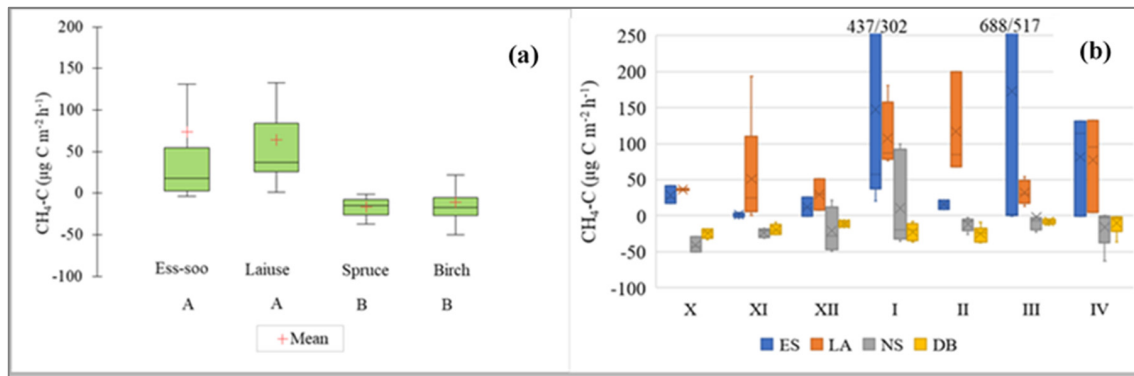 (a)
CH₄-C (µg C m⁻² h⁻¹)
200
150
100
50
0
-50
-100
Ess-soo Laiuse Spruce Birch
A A B B
Mean
437/302 688/517
(b)
CH₄-C (µg C m⁻² h⁻¹)
250
200
150
100
50
0
-50
-100
X XI XII I II III IV
ES LA NS DB